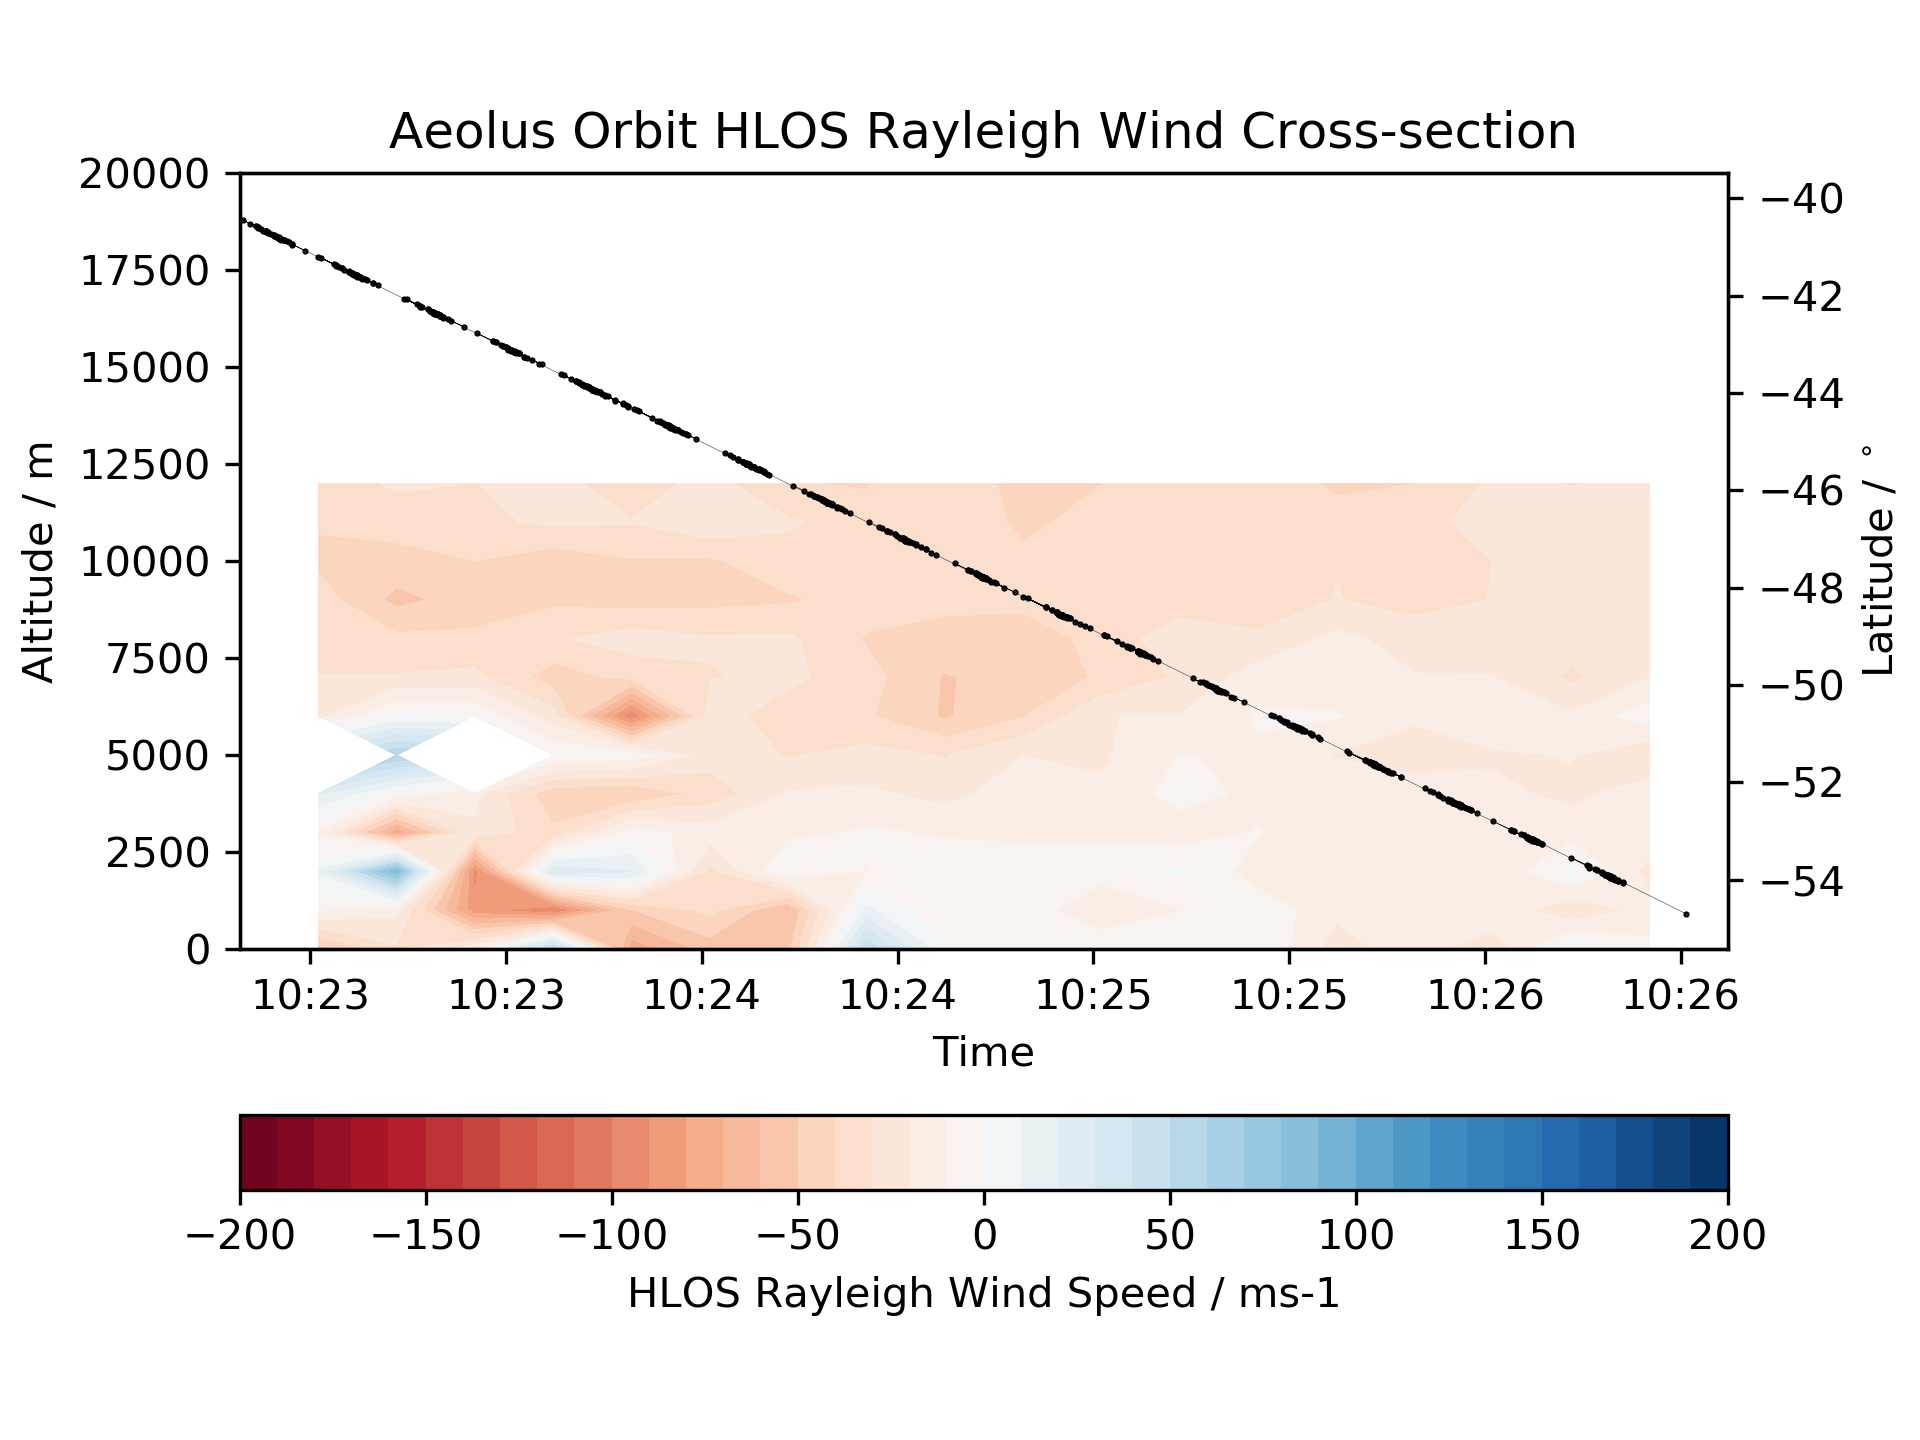 Aeolus Orbit HLOS Rayleigh Wind Cross-section
20000
17500
15000
12500
10000
7500
5000
2500
0
Altitude / m
−40
−42
−44
−46
−48
−50
−52
−54
Latitude / °
10:23 10:23 10:24 10:24 10:25 10:25 10:26 10:26
Time
−200 −150 −100 −50 0 50 100 150 200
HLOS Rayleigh Wind Speed / ms-1